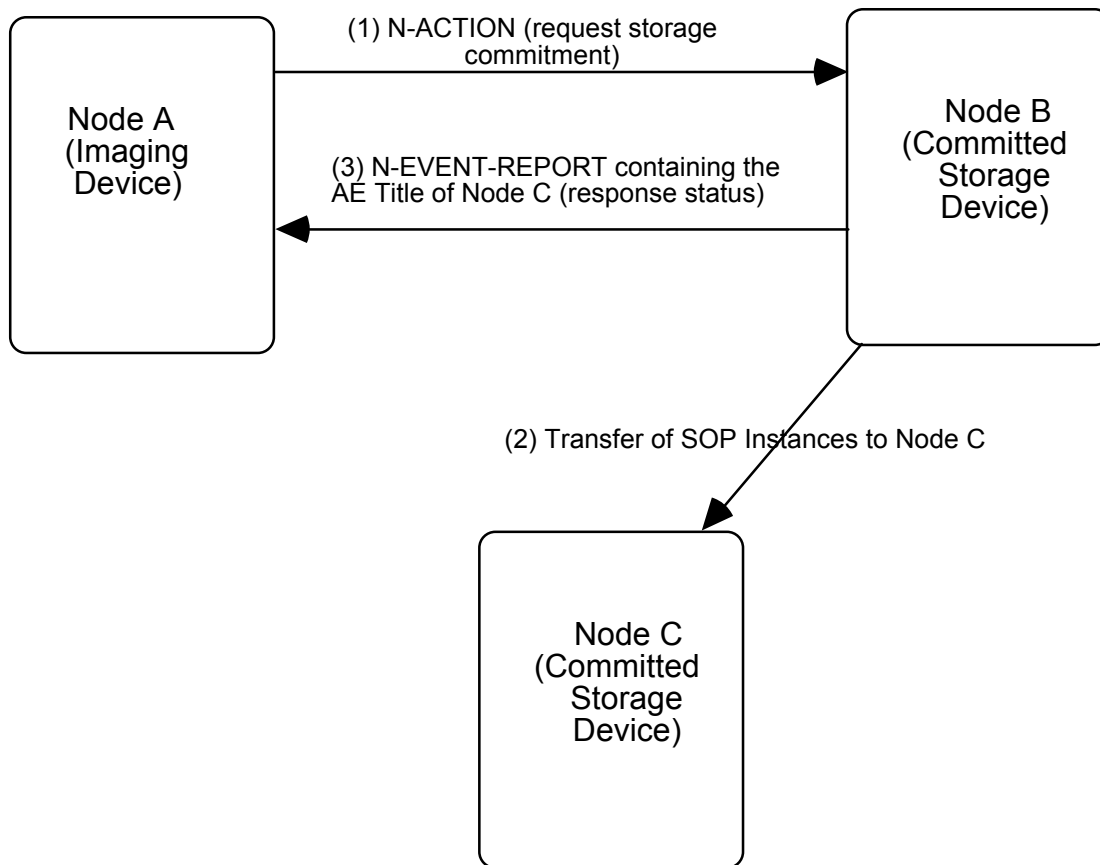 (1) N-ACTION (request storage
commitment)
Node A
(Imaging
Device)
Node B
(Committed
Storage
Device)
(3) N-EVENT-REPORT containing the
AE Title of Node C (response status)
(2) Transfer of SOP Instances to Node C
Node C
(Committed
Storage
Device)